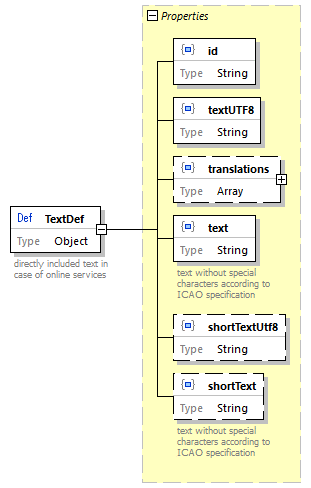 Properties
id
Type String
textUTF8
Type String
translations
Type Array
Def TextDef
Type Object
directly included text in
case of online services
text
Type String
text without special
characters according to
ICAO specification
shortTextUtf8
Type String
shortText
Type String
text without special
characters according to
ICAO specification